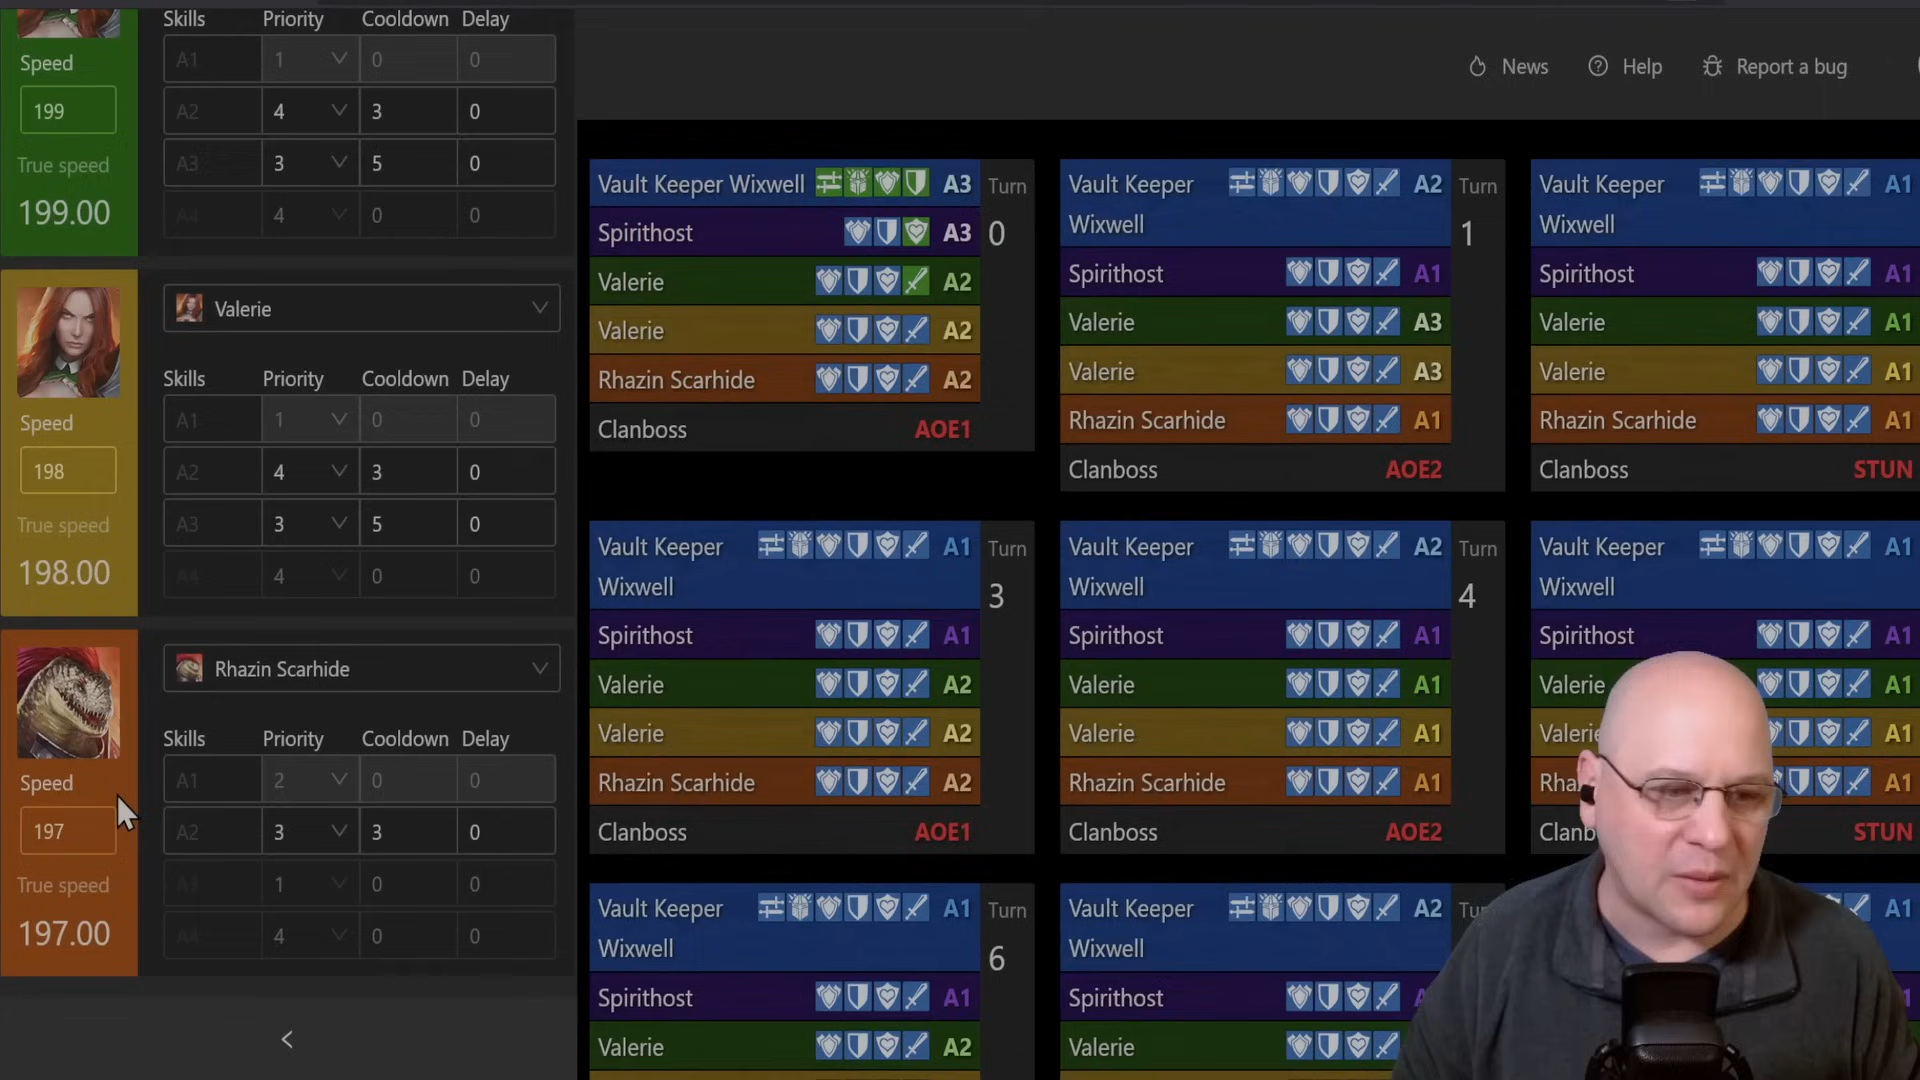 Skills Priority Cooldown Delay
Speed
A1 1 0 0
199
A2 4 3 0
True speed
A3 3 5 0
199.00
A4 4 0 0
Valerie
Skills Priority Cooldown Delay
Speed
A1 1 0 0
198
A2 4 3 0
True speed
A3 3 5 0
198.00
A4 4 0 0
Rhazin Scarhide
Skills Priority Cooldown Delay
Speed
A1 2 0 0
197
A2 3 3 0
True speed
A3 1 0 0
197.00
A4 4 0 0
News Help Report a bug
Vault Keeper Wixwell A3 Turn
Spirithost A3 0
Valerie A2
Valerie A2
Rhazin Scarhide A2
Clanboss AOE1
Vault Keeper A2 Turn
Wixwell 1
Spirithost A1
Valerie A3
Valerie A3
Rhazin Scarhide A1
Clanboss AOE2
Vault Keeper A1
Wixwell
Spirithost A1
Valerie A1
Valerie A1
Rhazin Scarhide A1
Clanboss STUN
Vault Keeper A1 Turn
Wixwell 3
Spirithost A1
Valerie A2
Valerie A2
Rhazin Scarhide A2
Clanboss AOE1
Vault Keeper A2 Turn
Wixwell 4
Spirithost A1
Valerie A1
Valerie A1
Rhazin Scarhide A1
Clanboss AOE2
Vault Keeper A1
Wixwell
Spirithost A1
Valerie A1
A1
A1
STUN
Vault Keeper A1 Turn
Wixwell 6
Spirithost A1
Valerie A2
Vault Keeper A2
Wixwell
Spirithost
Valerie
A1